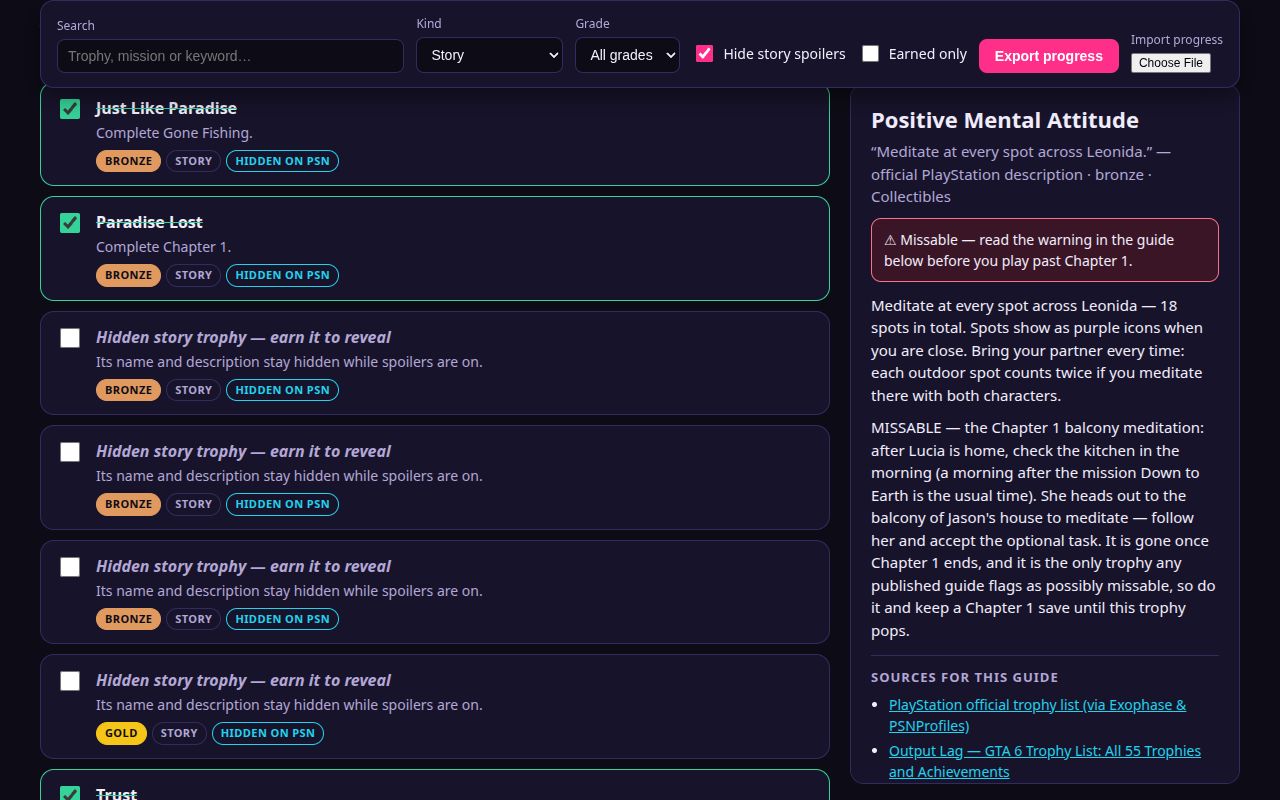 Search
Kind
Grade
Import progress
Trophy, mission or keyword…
Story
All grades
Hide story spoilers
Earned only
Export progress
Choose File
Just Like Paradise
Complete Gone Fishing.
BRONZE
STORY
HIDDEN ON PSN
Paradise Lost
Complete Chapter 1.
BRONZE
STORY
HIDDEN ON PSN
Hidden story trophy — earn it to reveal
Its name and description stay hidden while spoilers are on.
BRONZE
STORY
HIDDEN ON PSN
Hidden story trophy — earn it to reveal
Its name and description stay hidden while spoilers are on.
BRONZE
STORY
HIDDEN ON PSN
Hidden story trophy — earn it to reveal
Its name and description stay hidden while spoilers are on.
BRONZE
STORY
HIDDEN ON PSN
Hidden story trophy — earn it to reveal
Its name and description stay hidden while spoilers are on.
GOLD
STORY
HIDDEN ON PSN
Trust
Positive Mental Attitude
“Meditate at every spot across Leonida.” —
official PlayStation description · bronze ·
Collectibles
⚠ Missable — read the warning in the guide
below before you play past Chapter 1.
Meditate at every spot across Leonida — 18
spots in total. Spots show as purple icons when
you are close. Bring your partner every time:
each outdoor spot counts twice if you meditate
there with both characters.
MISSABLE — the Chapter 1 balcony meditation:
after Lucia is home, check the kitchen in the
morning (a morning after the mission Down to
Earth is the usual time). She heads out to the
balcony of Jason's house to meditate — follow
her and accept the optional task. It is gone once
Chapter 1 ends, and it is the only trophy any
published guide flags as possibly missable, so do
it and keep a Chapter 1 save until this trophy
pops.
SOURCES FOR THIS GUIDE
PlayStation official trophy list (via Exophase &
PSNProfiles)
Output Lag — GTA 6 Trophy List: All 55 Trophies
and Achievements